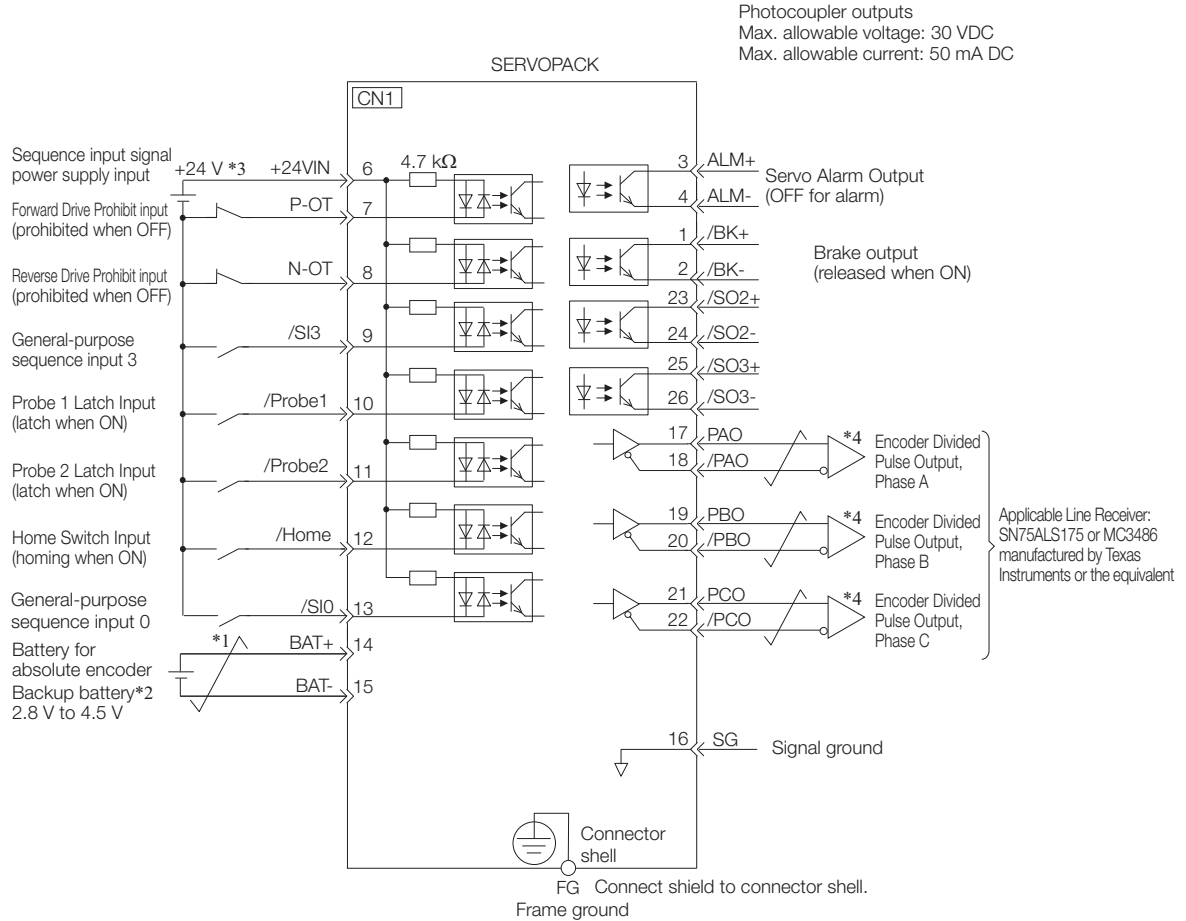 Photocoupler outputs
Max. allowable voltage: 30 VDC
Max. allowable current: 50 mA DC
SERVOPACK
CN1
Sequence input signal
power supply input
+24 V *3
+24VIN
6
4.7 kΩ
Forward Drive Prohibit input
(prohibited when OFF)
P-OT
7
Reverse Drive Prohibit input
(prohibited when OFF)
N-OT
8
General-purpose
sequence input 3
/SI3
9
Probe 1 Latch Input
(latch when ON)
/Probe1
10
Probe 2 Latch Input
(latch when ON)
/Probe2
11
Home Switch Input
(homing when ON)
/Home
12
General-purpose
sequence input 0
/SI0
13
Battery for
absolute encoder
Backup battery*2
2.8 V to 4.5 V
*1
BAT+
14
BAT-
15
3
ALM+
4
ALM-
Servo Alarm Output
(OFF for alarm)
1
/BK+
2
/BK-
Brake output
(released when ON)
23
/SO2+
24
/SO2-
25
/SO3+
26
/SO3-
17
PAO
18
/PAO
*4
Encoder Divided
Pulse Output,
Phase A
19
PBO
20
/PBO
*4
Encoder Divided
Pulse Output,
Phase B
21
PCO
22
/PCO
*4
Encoder Divided
Pulse Output,
Phase C
Applicable Line Receiver:
SN75ALS175 or MC3486
manufactured by Texas
Instruments or the equivalent
16
SG
Signal ground
Connector
shell
FG
Connect shield to connector shell.
Frame ground